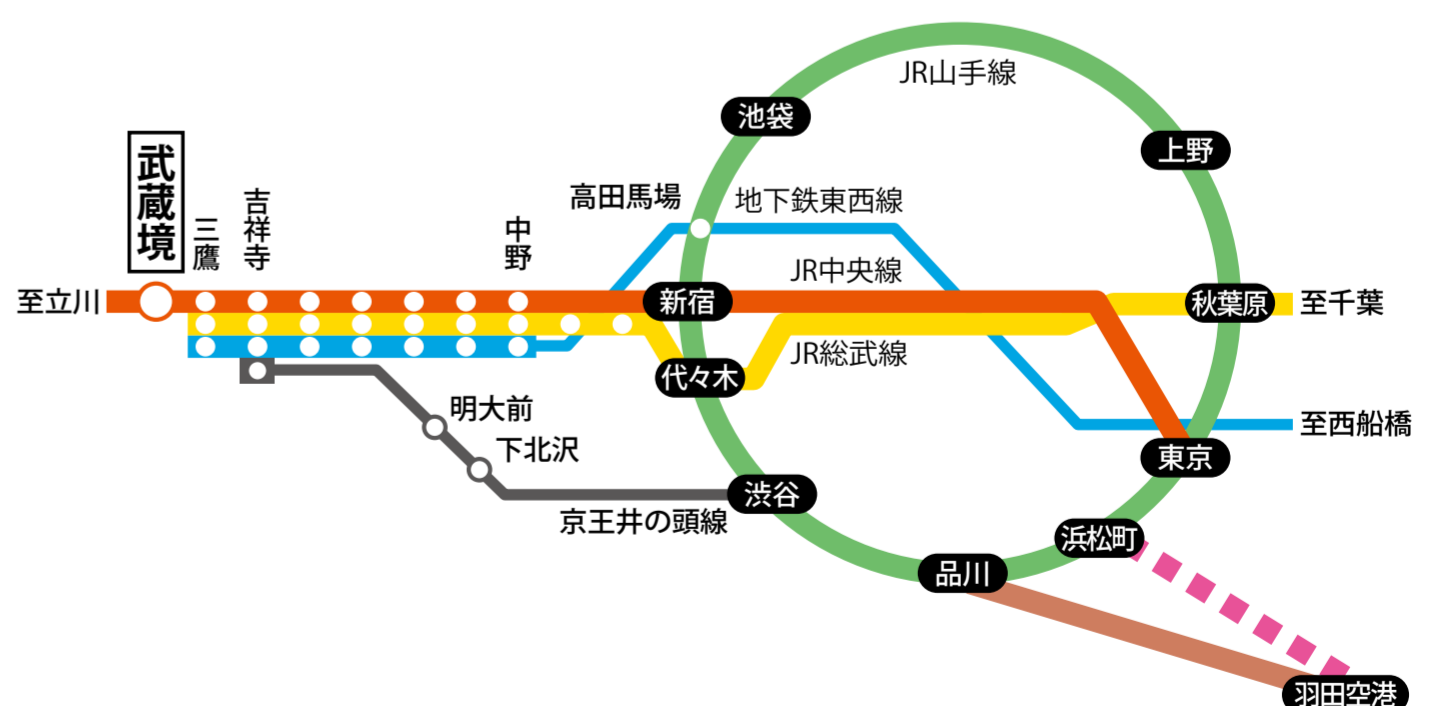 JR山手線
池袋
上野
武蔵境
三鷹
吉祥寺
中野
高田馬場
地下鉄東西線
JR中央線
至立川
新宿
秋葉原
至千葉
JR総武線
代々木
明大前
至西船橋
下北沢
東京
渋谷
京王井の頭線
浜松町
品川
羽田空港